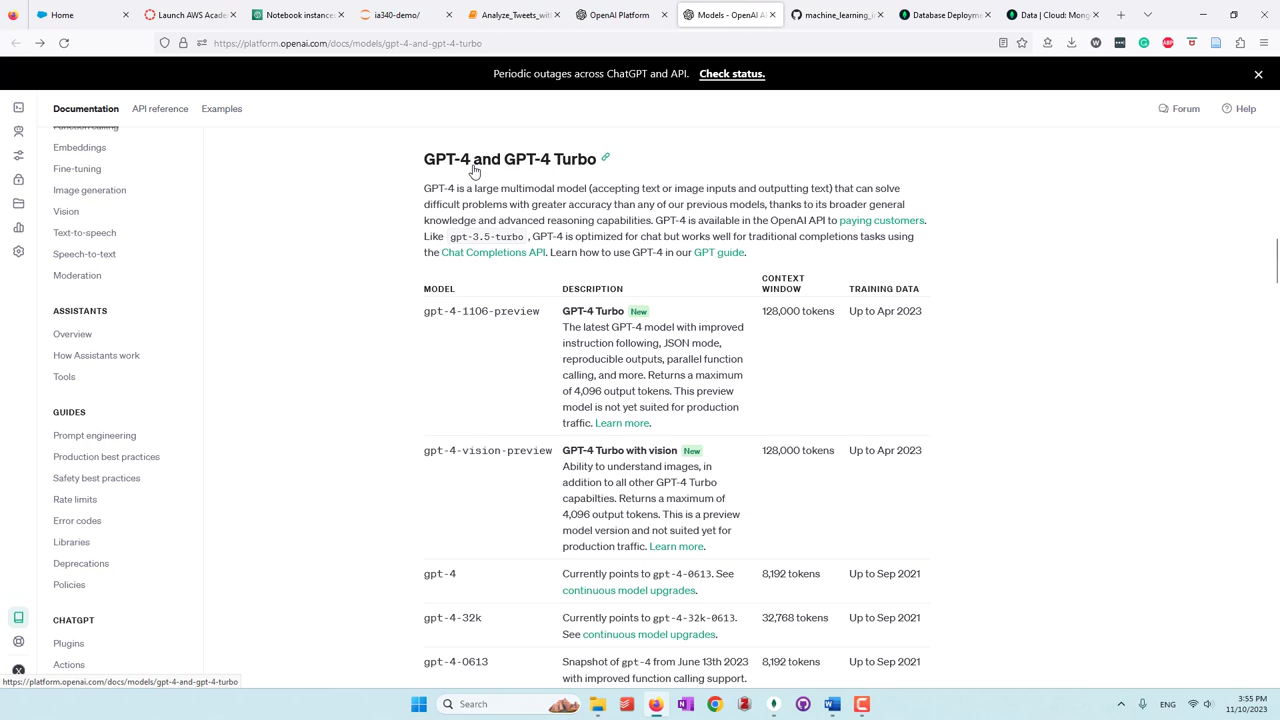 Launch AWS Acade
Notebook instances
Home
ia340-demo/
Analyze_Tweets_wit
OpenAI Platform
Models - OpenAI A
machine_learning_i
Database Deployme
Data | Cloud: Mong
https://platform.openai.com/docs/models/gpt-4-and-gpt-4-turbo
Periodic outages across ChatGPT and API. Check status.
Documentation API reference Examples
Forum Help
Function calling
Embeddings
Fine-tuning
Image generation
Vision
Text-to-speech
Speech-to-text
Moderation
ASSISTANTS
Overview
How Assistants work
Tools
GUIDES
Prompt engineering
Production best practices
Safety best practices
Rate limits
Error codes
Libraries
Deprecations
Policies
CHATGPT
Plugins
Actions
https://platform.openai.com/docs/models/gpt-4-and-gpt-4-turbo
GPT-4 and GPT-4 Turbo
GPT-4 is a large multimodal model (accepting text or image inputs and outputting text) that can solve
difficult problems with greater accuracy than any of our previous models, thanks to its broader general
knowledge and advanced reasoning capabilities. GPT-4 is available in the OpenAI API to paying customers.
Like gpt-3.5-turbo, GPT-4 is optimized for chat but works well for traditional completions tasks using
the Chat Completions API. Learn how to use GPT-4 in our GPT guide.
MODEL DESCRIPTION CONTEXT WINDOW TRAINING DATA
gpt-4-1106-preview GPT-4 Turbo New 128,000 tokens Up to Apr 2023
The latest GPT-4 model with improved
instruction following, JSON mode,
reproducible outputs, parallel function
calling, and more. Returns a maximum
of 4,096 output tokens. This preview
model is not yet suited for production
traffic. Learn more.
gpt-4-vision-preview GPT-4 Turbo with vision New 128,000 tokens Up to Apr 2023
Ability to understand images, in
addition to all other GPT-4 Turbo
capabilties. Returns a maximum of
4,096 output tokens. This is a preview
model version and not suited yet for
production traffic. Learn more.
gpt-4 Currently points to gpt-4-0613. See 8,192 tokens Up to Sep 2021
continuous model upgrades.
gpt-4-32k Currently points to gpt-4-32k-0613. 32,768 tokens Up to Sep 2021
See continuous model upgrades.
gpt-4-0613 Snapshot of gpt-4 from June 13th 2023 8,192 tokens Up to Sep 2021
with improved function calling support.
Search
ENG
3:55 PM
11/10/2023